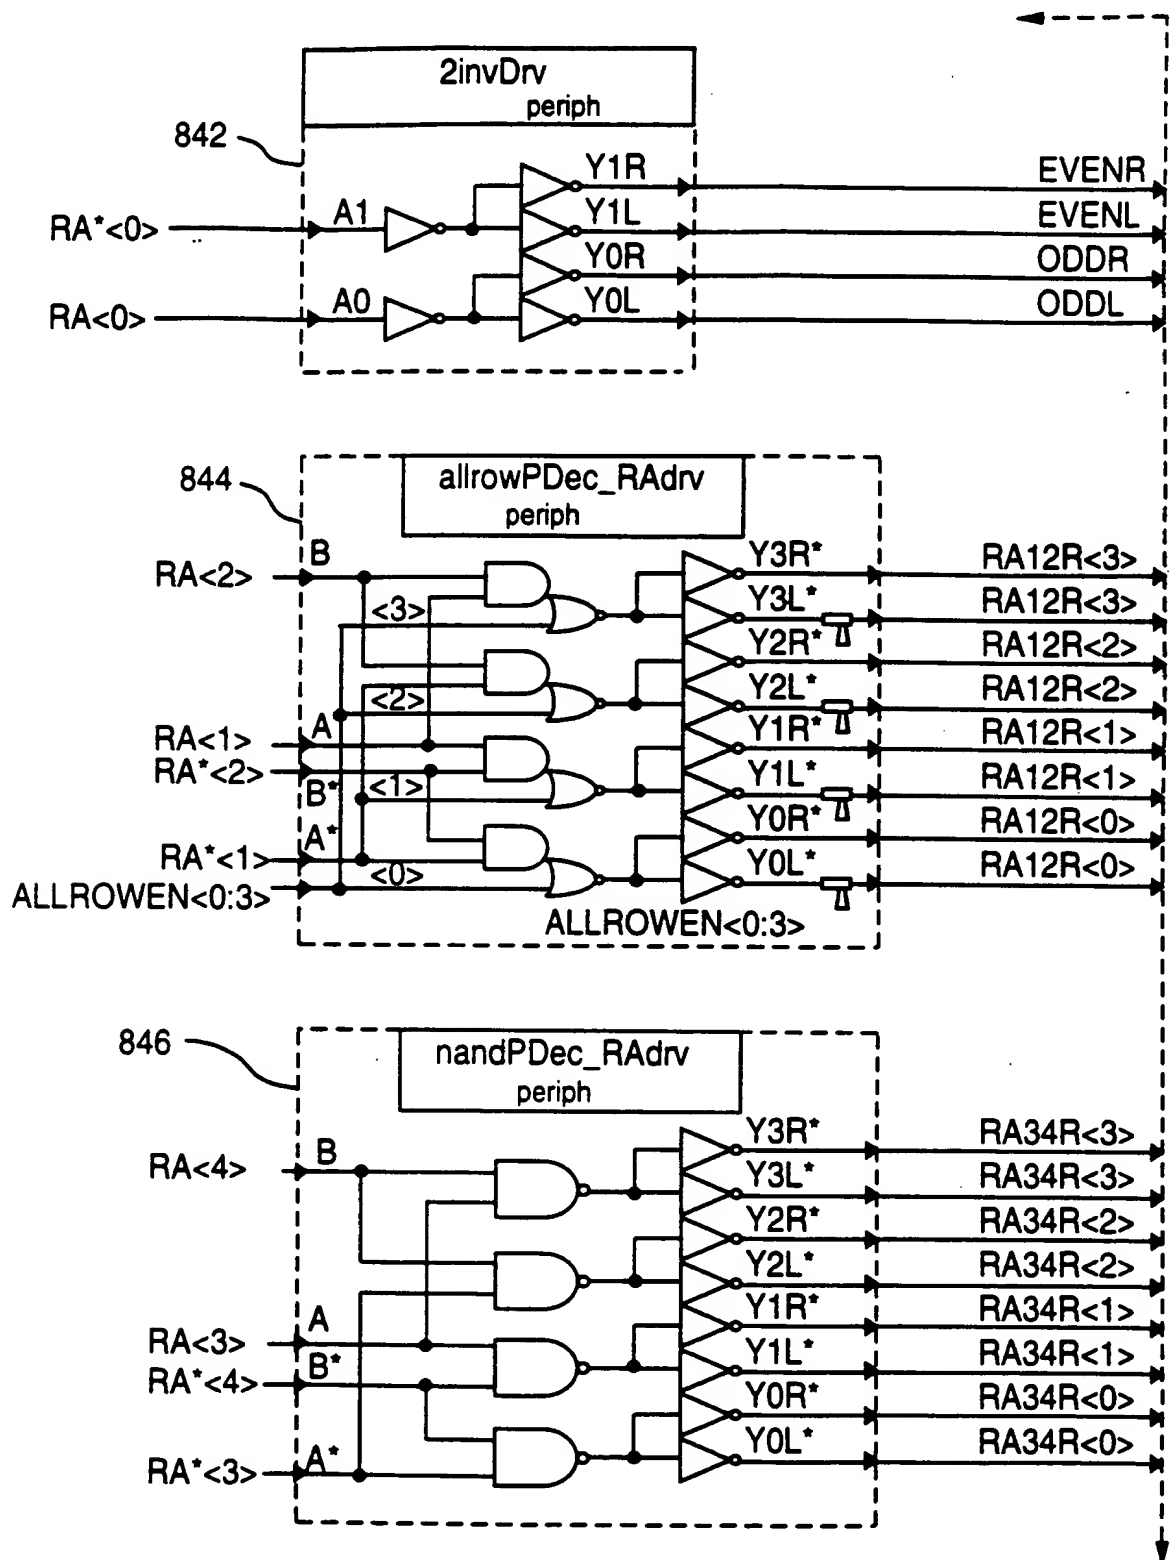 2invDrv
periph
842
RA*<0>
A1
Y1R
EVENR
Y1L
EVENL
Y0R
ODDR
RA<0>
A0
Y0L
ODDL
844
allrowPDec_RAdrv
periph
RA<2>
B
Y3R*
RA12R<3>
<3>
Y3L*
RA12R<3>
Y2R*
RA12R<2>
<2>
Y2L*
RA12R<2>
RA<1>
A
Y1R*
RA12R<1>
RA*<2>
B*
<1>
Y1L*
RA12R<1>
Y0R*
RA12R<0>
RA*<1>
A*
<0>
Y0L*
RA12R<0>
ALLROWEN<0:3>
ALLROWEN<0:3>
846
nandPDec_RAdrv
periph
RA<4>
B
Y3R*
RA34R<3>
Y3L*
RA34R<3>
Y2R*
RA34R<2>
Y2L*
RA34R<2>
RA<3>
A
Y1R*
RA34R<1>
RA*<4>
B*
Y1L*
RA34R<1>
Y0R*
RA34R<0>
RA*<3>
A*
Y0L*
RA34R<0>